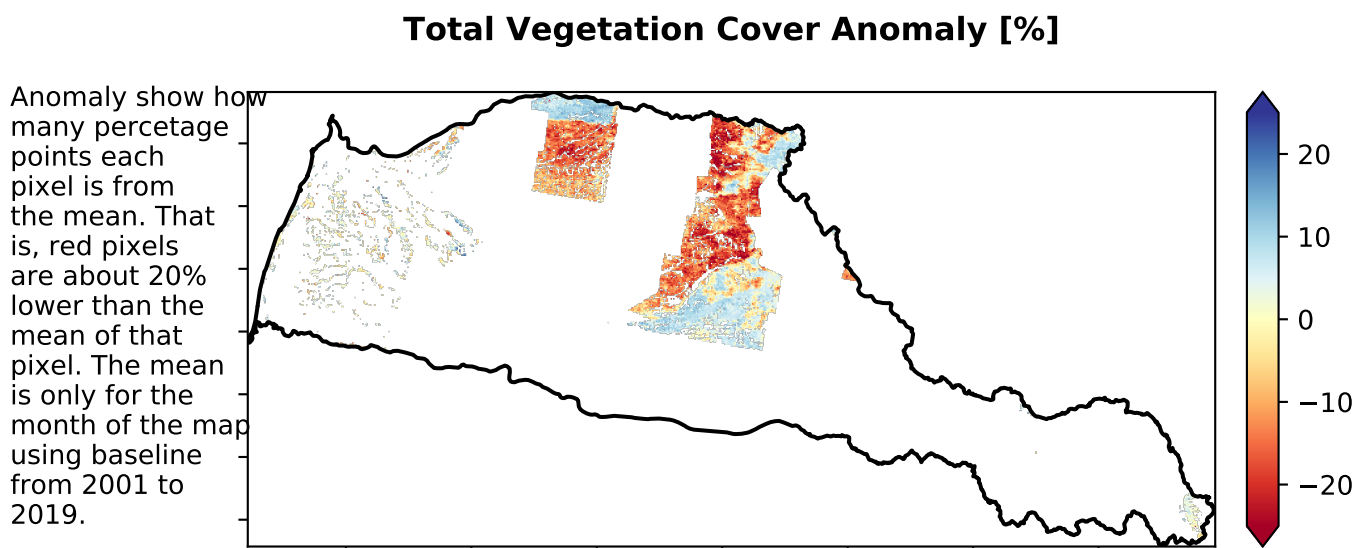 Total Vegetation Cover Anomaly [%]
Anomaly show how
many percetage
points each
pixel is from
the mean. That
is, red pixels
are about 20%
lower than the
mean of that
pixel. The mean
is only for the
month of the map
using baseline
from 2001 to
2019.
20
10
0
−10
−20